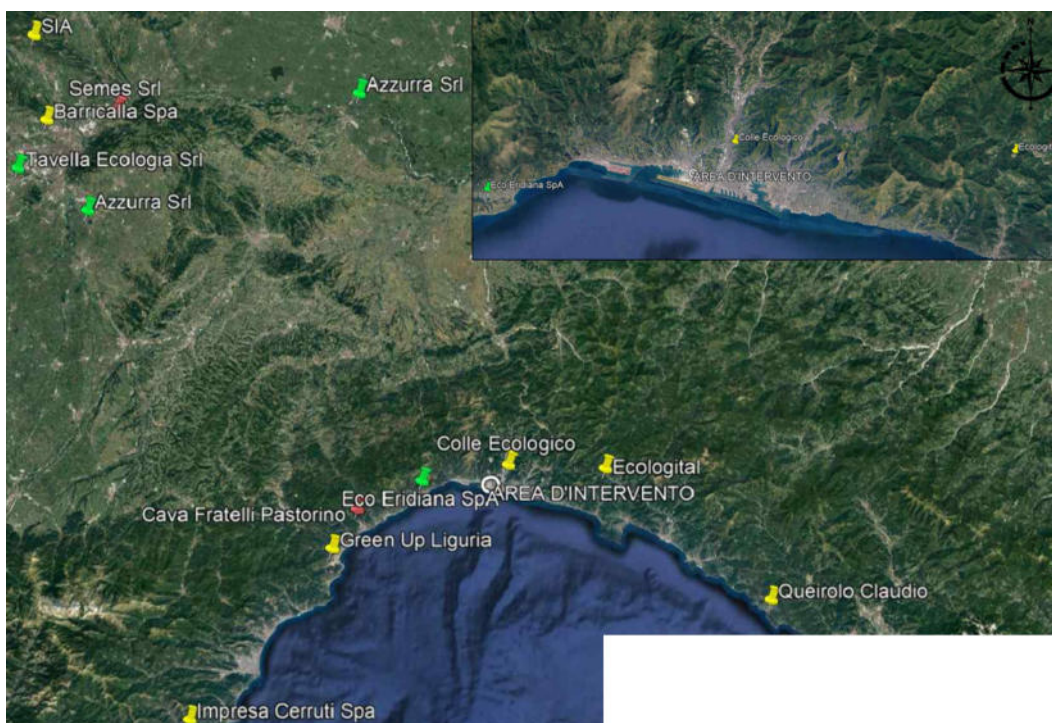 SIA
Semes Srl
Azzurra Srl
Barricalla Spa
Tavella Ecologia Srl
Azzurra Srl
N
Colle Ecologico
AREA D'INTERVENTO
Eco Eridiana SpA
Colle Ecologico
Ecologital
Eco Eridiana SpA
AREA D'INTERVENTO
Cava Fratelli Pastorino
Green Up Liguria
Queirolo Claudio
Impresa Cerruti Spa